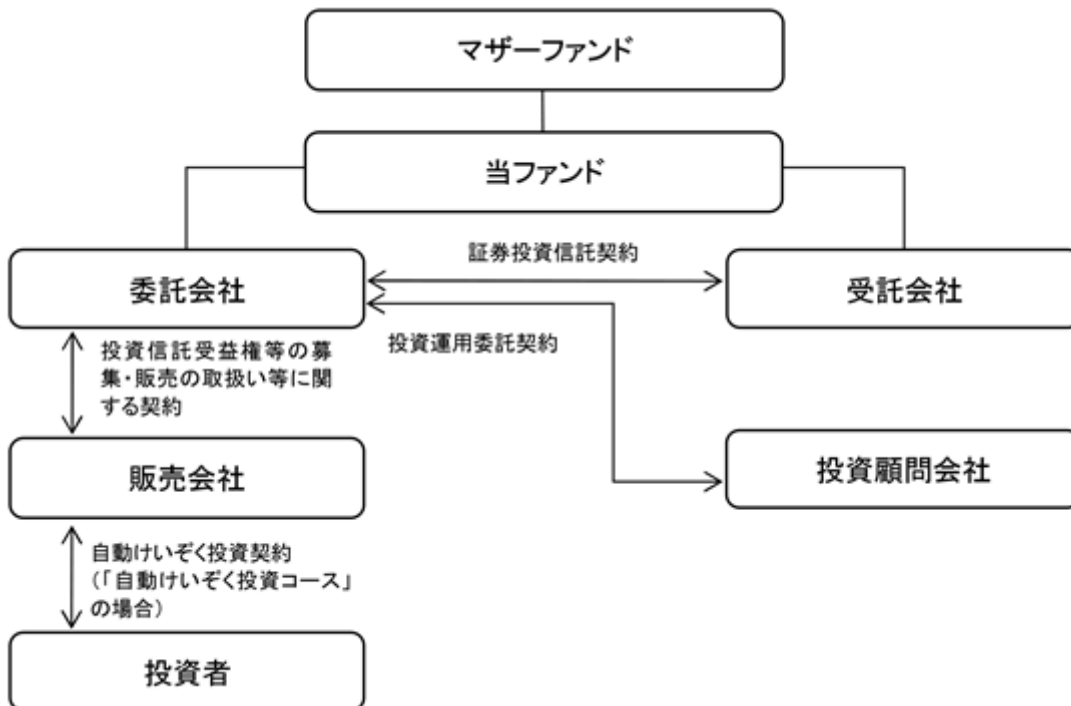 マザーファンド
当ファンド
証券投資信託契約
委託会社
受託会社
投資運用委託契約
投資信託受益権等の募
集・販売の取扱い等に関
する契約
販売会社
投資顧問会社
自動けいぞく投資契約
(「自動けいぞく投資コース」
の場合)
投資者